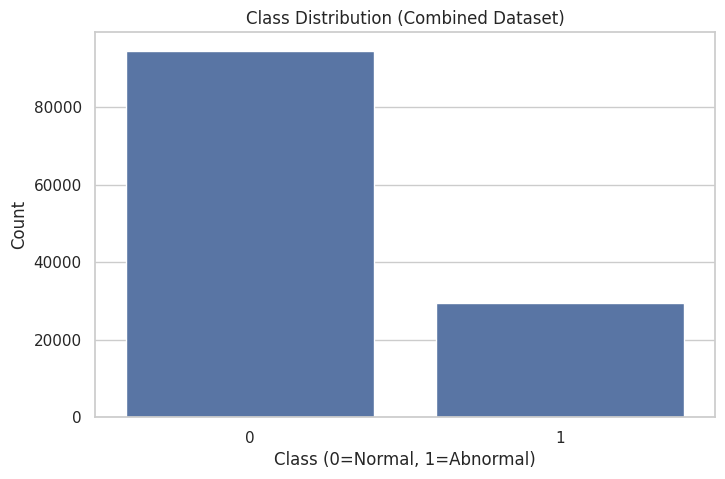 Class Distribution (Combined Dataset)
80000
60000
40000
20000
0
Count
0
1
Class (0=Normal, 1=Abnormal)